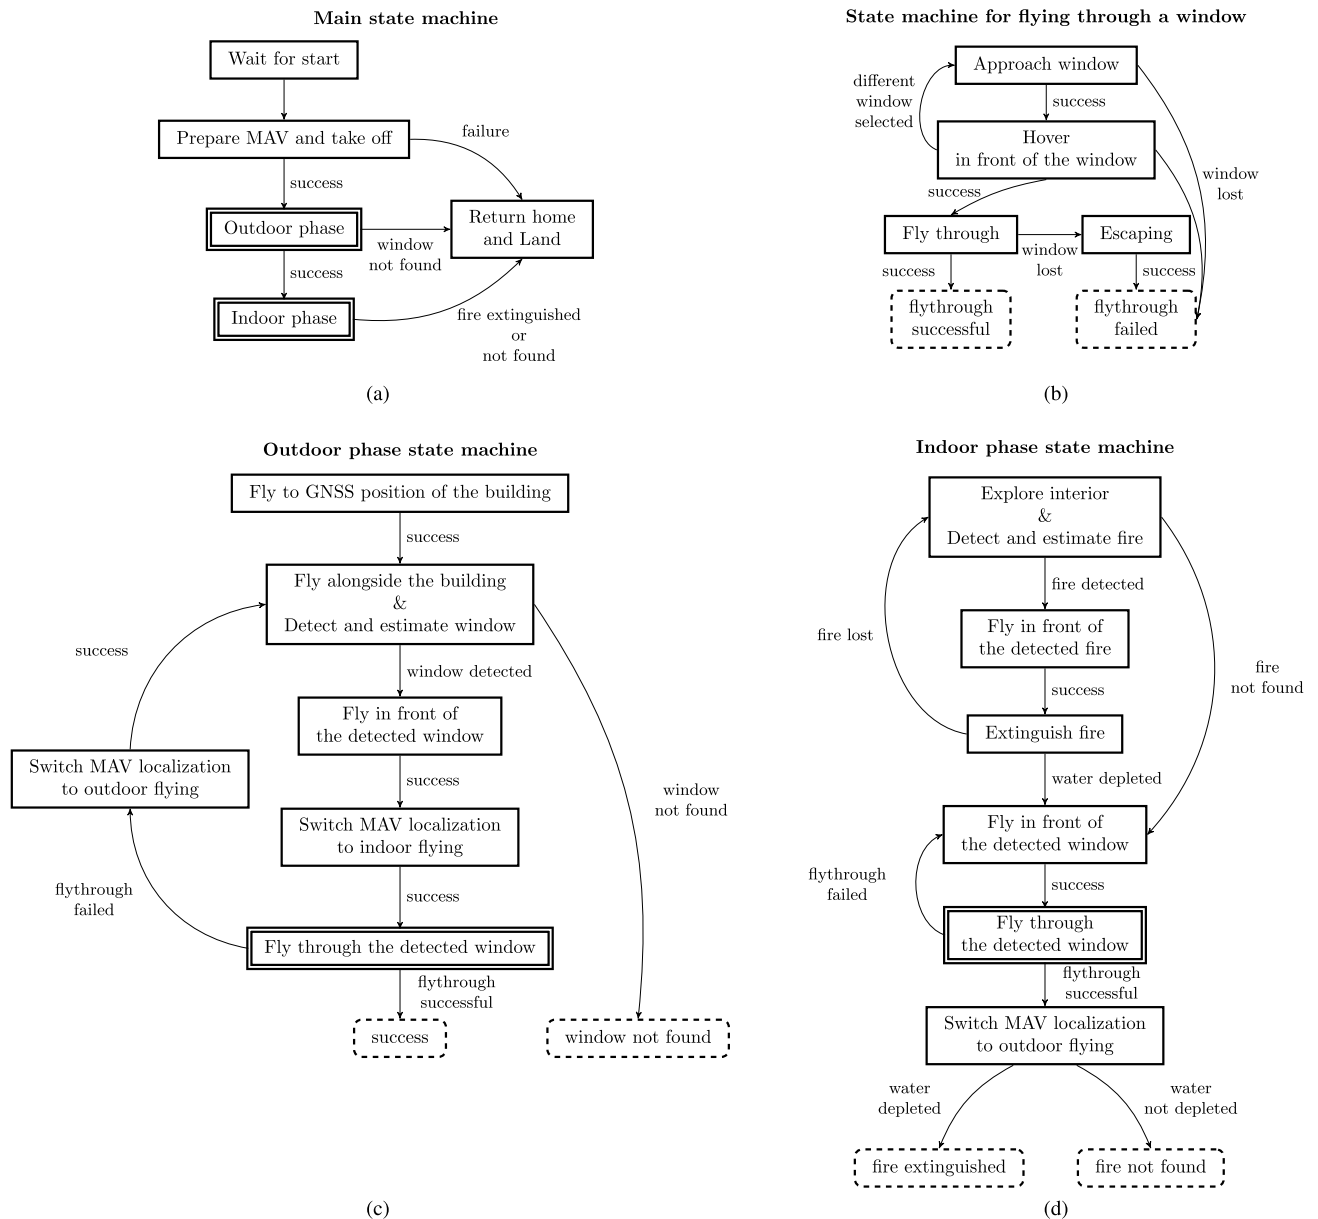 Main state machine
Wait for start
Prepare MAV and take off
failure
success
Return home
and Land
Outdoor phase
window
not found
success
Indoor phase
fire extinguished
or
not found
(a)
State machine for flying through a window
Approach window
different
window
selected
success
Hover
in front of the window
window
lost
success
Fly through
Escaping
window
lost
success
success
flythrough
successful
flythrough
failed
(b)
Outdoor phase state machine
Fly to GNSS position of the building
success
Fly alongside the building
&
Detect and estimate window
success
window detected
Fly in front of
the detected window
Switch MAV localization
to outdoor flying
success
window
not found
Switch MAV localization
to indoor flying
flythrough
failed
success
Fly through the detected window
flythrough
successful
success
window not found
(c)
Indoor phase state machine
Explore interior
&
Detect and estimate fire
fire detected
Fly in front of
the detected fire
fire lost
fire
not found
success
Extinguish fire
water depleted
Fly in front of
the detected window
flythrough
failed
success
Fly through
the detected window
flythrough
successful
Switch MAV localization
to outdoor flying
water
depleted
water
not depleted
fire extinguished
fire not found
(d)